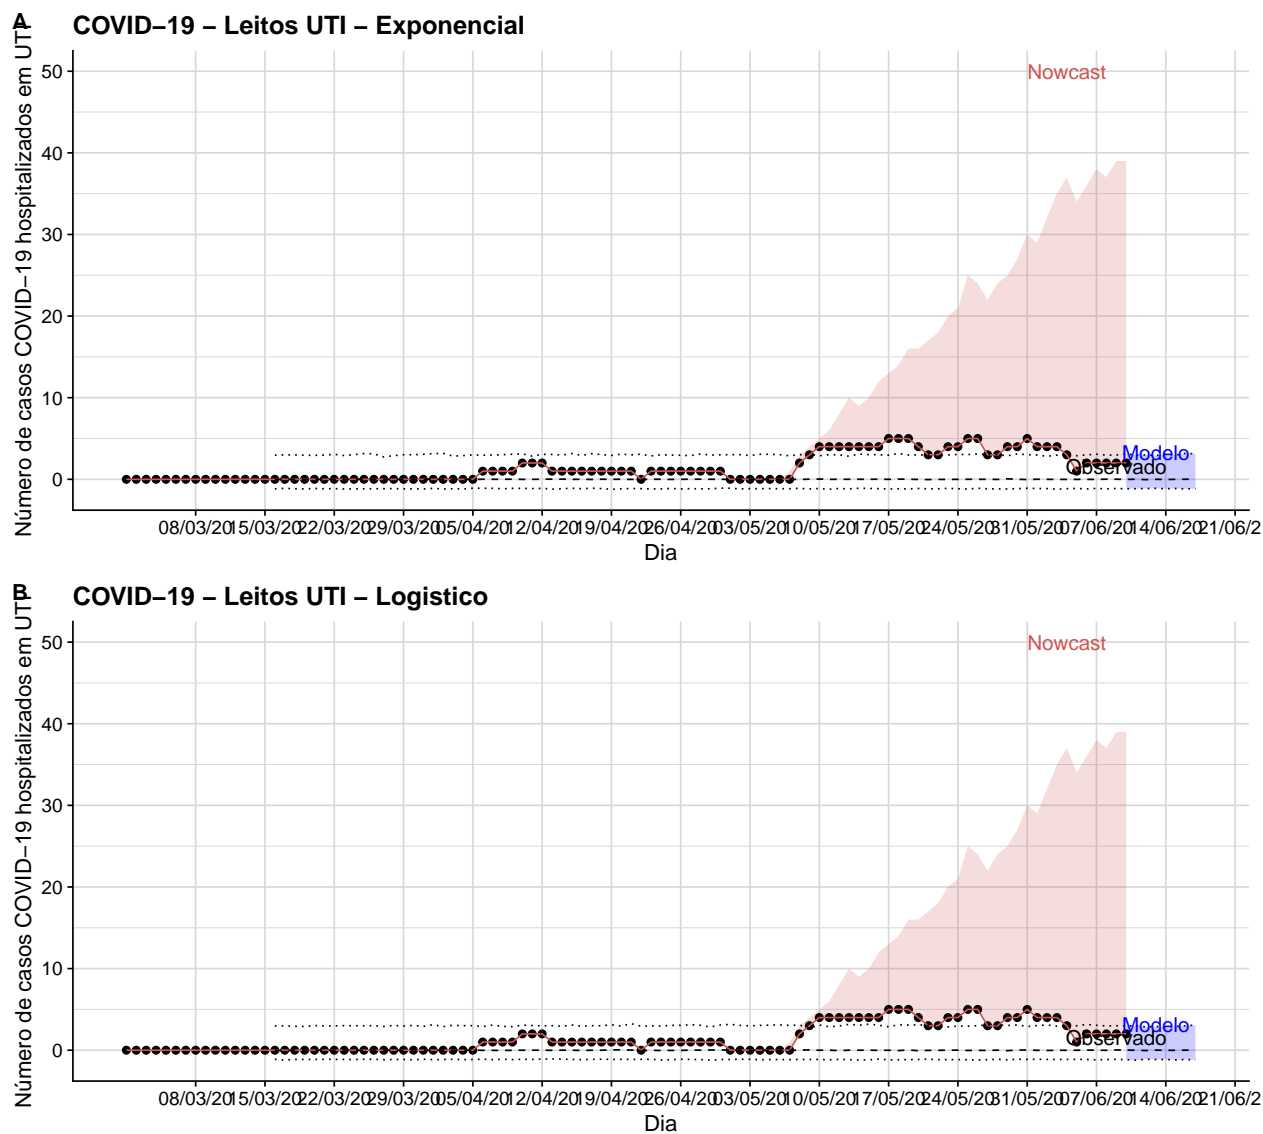 A
COVID−19 − Leitos UTI − Exponencial
Número de casos COVID−19 hospitalizados em UTI
50
40
30
20
10
0
Nowcast
Modelo
Observado
08/03/20 15/03/20 22/03/20 29/03/20 05/04/20 12/04/20 19/04/20 26/04/20 03/05/20 10/05/20 17/05/20 24/05/20 31/05/20 07/06/20 14/06/20 21/06/2
Dia
B
COVID−19 − Leitos UTI − Logistico
Número de casos COVID−19 hospitalizados em UTI
50
40
30
20
10
0
Nowcast
Modelo
Observado
08/03/20 15/03/20 22/03/20 29/03/20 05/04/20 12/04/20 19/04/20 26/04/20 03/05/20 10/05/20 17/05/20 24/05/20 31/05/20 07/06/20 14/06/20 21/06/2
Dia